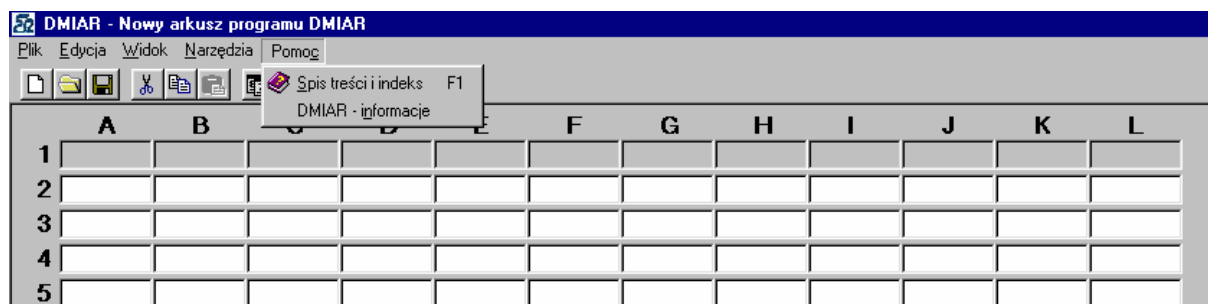 DMIAR - Nowy arkusz programu DMIAR
Plik Edycja Widok Narzędzia Pomoc
Spis treści i indeks F1
DMIAR - informacje
A B C D E F G H I J K L
1
2
3
4
5